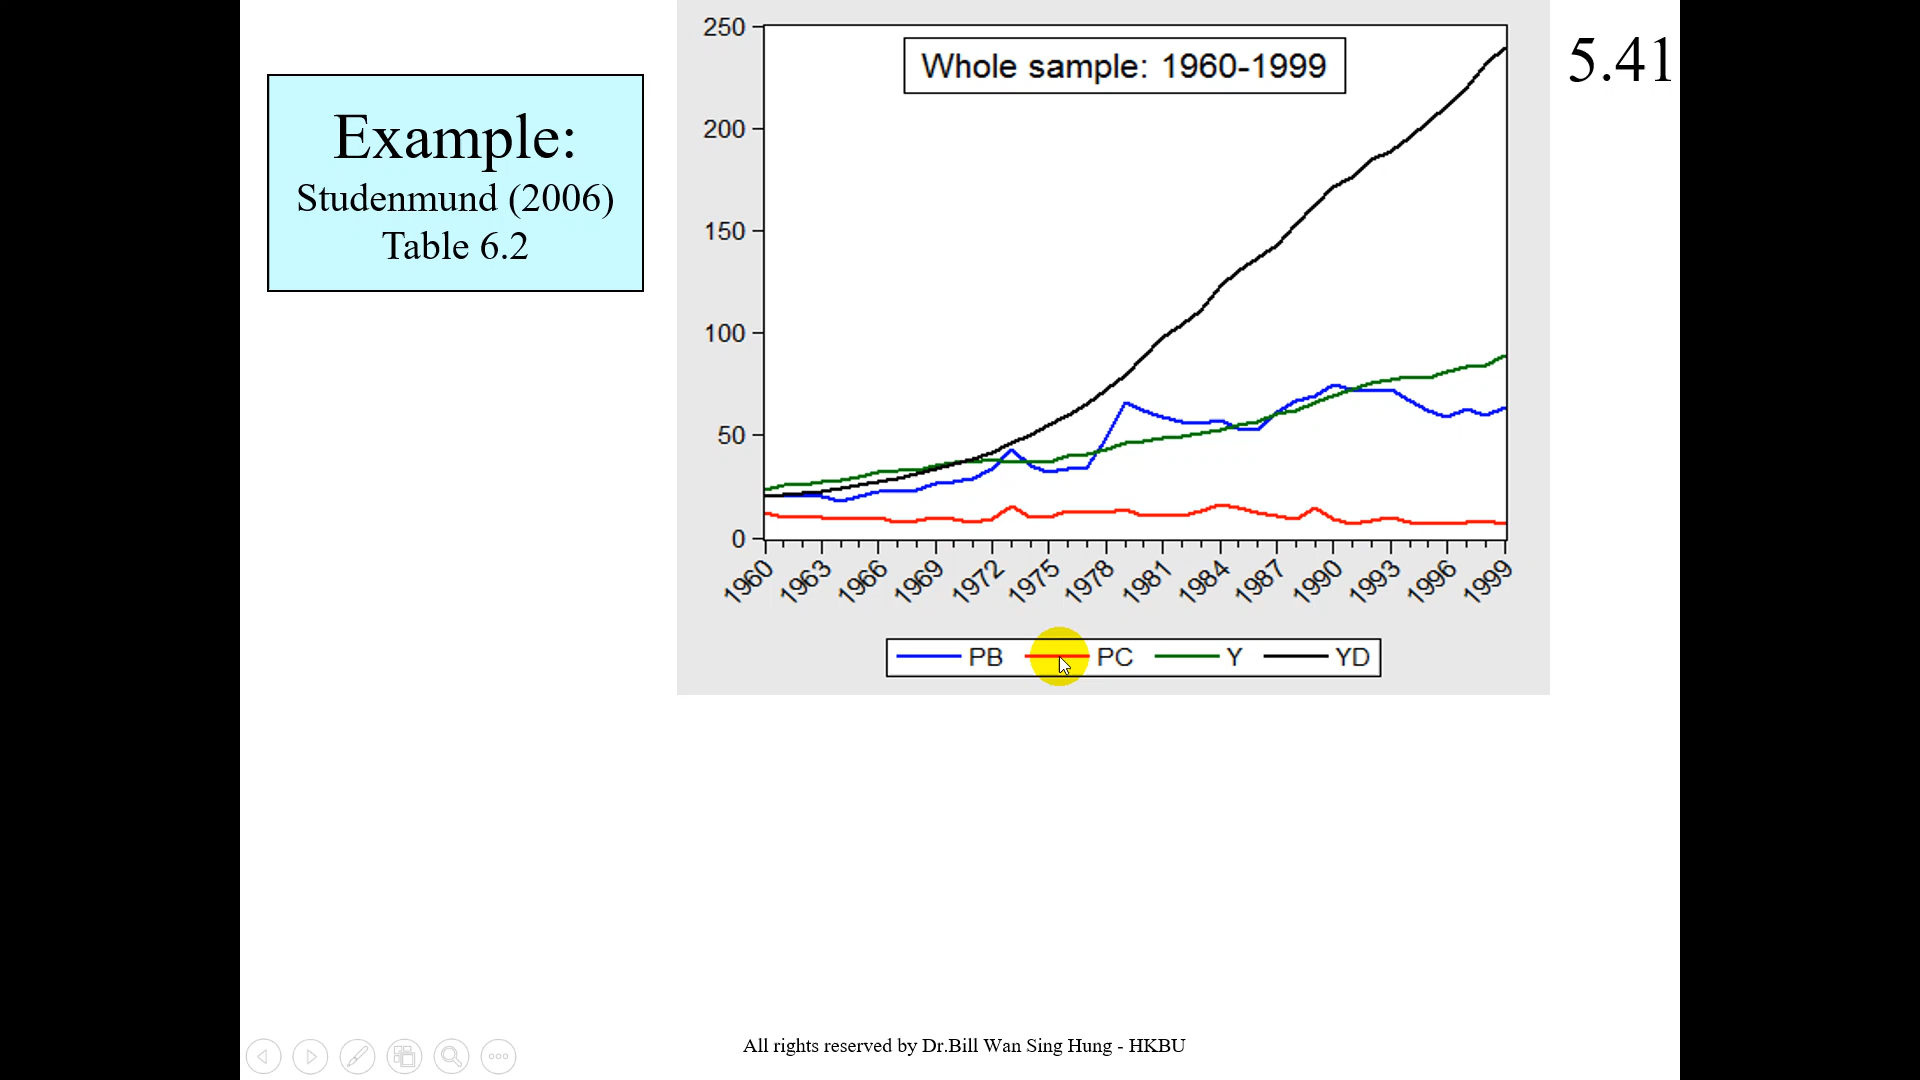 5.41
Example:
Studenmund (2006)
Table 6.2
Whole sample: 1960-1999
250
200
150
100
50
0
1960 1963 1966 1969 1972 1975 1978 1981 1984 1987 1990 1993 1996 1999
PB PC Y YD
All rights reserved by Dr.Bill Wan Sing Hung - HKBU